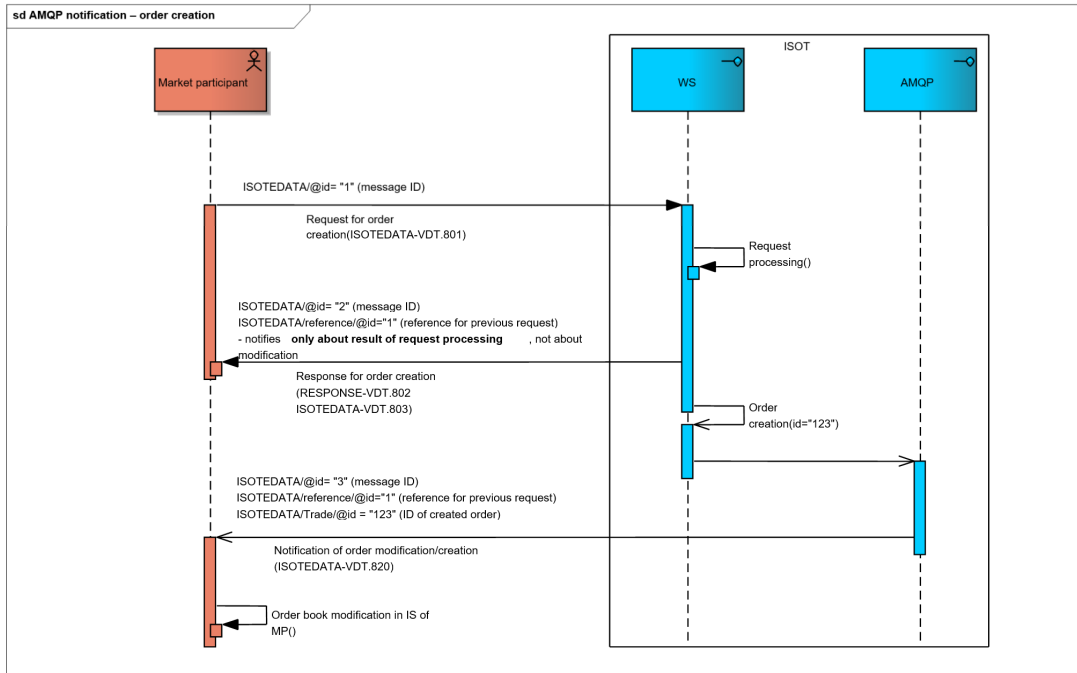 sd AMQP notification – order creation
ISOT
Market participant
WS
AMQP
ISOTEDATA/@id= "1" (message ID)
Request for order
creation(ISOTEDATA-VDT.801)
Request
processing()
ISOTEDATA/@id= "2" (message ID)
ISOTEDATA/reference/@id="1" (reference for previous request)
- notifies only about result of request processing , not about
modification
Response for order creation
(RESPONSE-VDT.802
ISOTEDATA-VDT.803)
Order
creation(id="123")
ISOTEDATA/@id= "3" (message ID)
ISOTEDATA/reference/@id="1" (reference for previous request)
ISOTEDATA/Trade/@id = "123" (ID of created order)
Notification of order modification/creation
(ISOTEDATA-VDT.820)
Order book modification in IS of
MP()